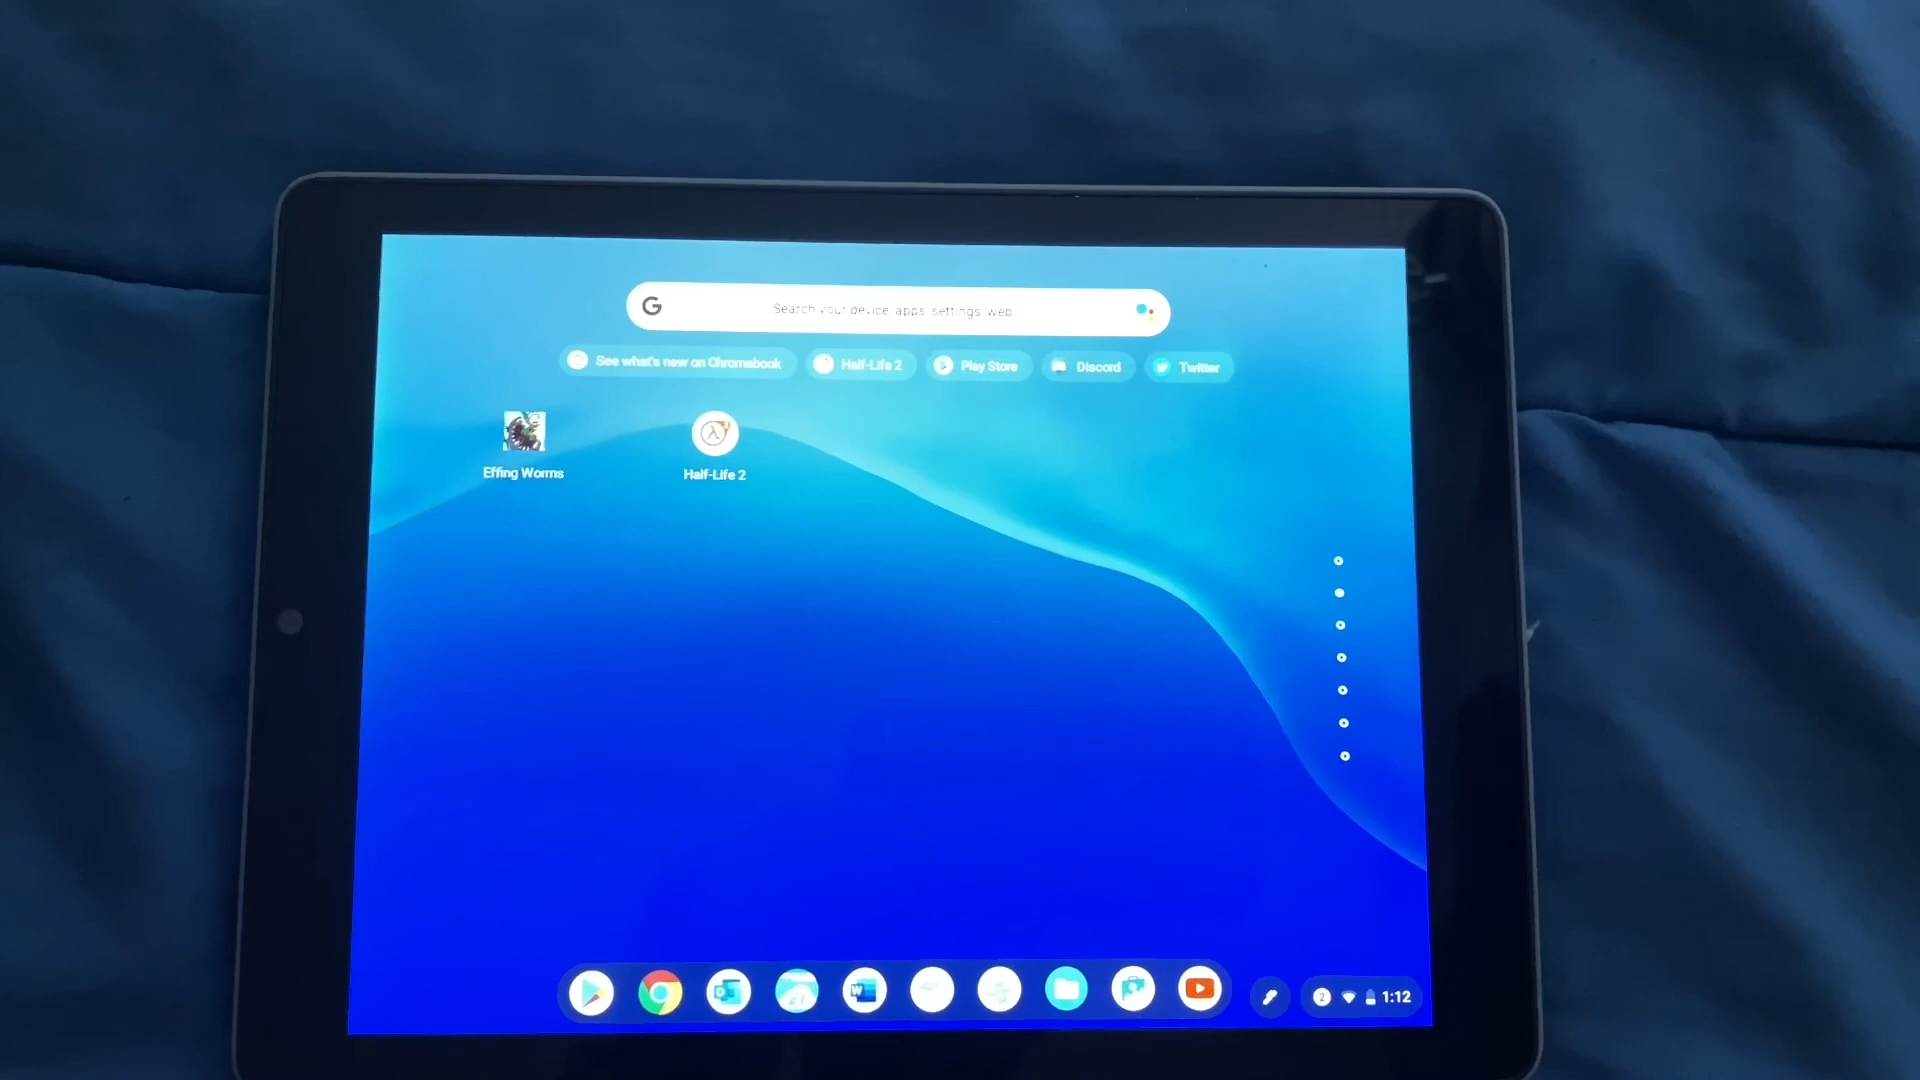 G Search your device, apps, settings, web
See what's new on Chromebook Half-Life 2 Play Store Discord Twitter
Effing Worms Half-Life 2
2 1:12